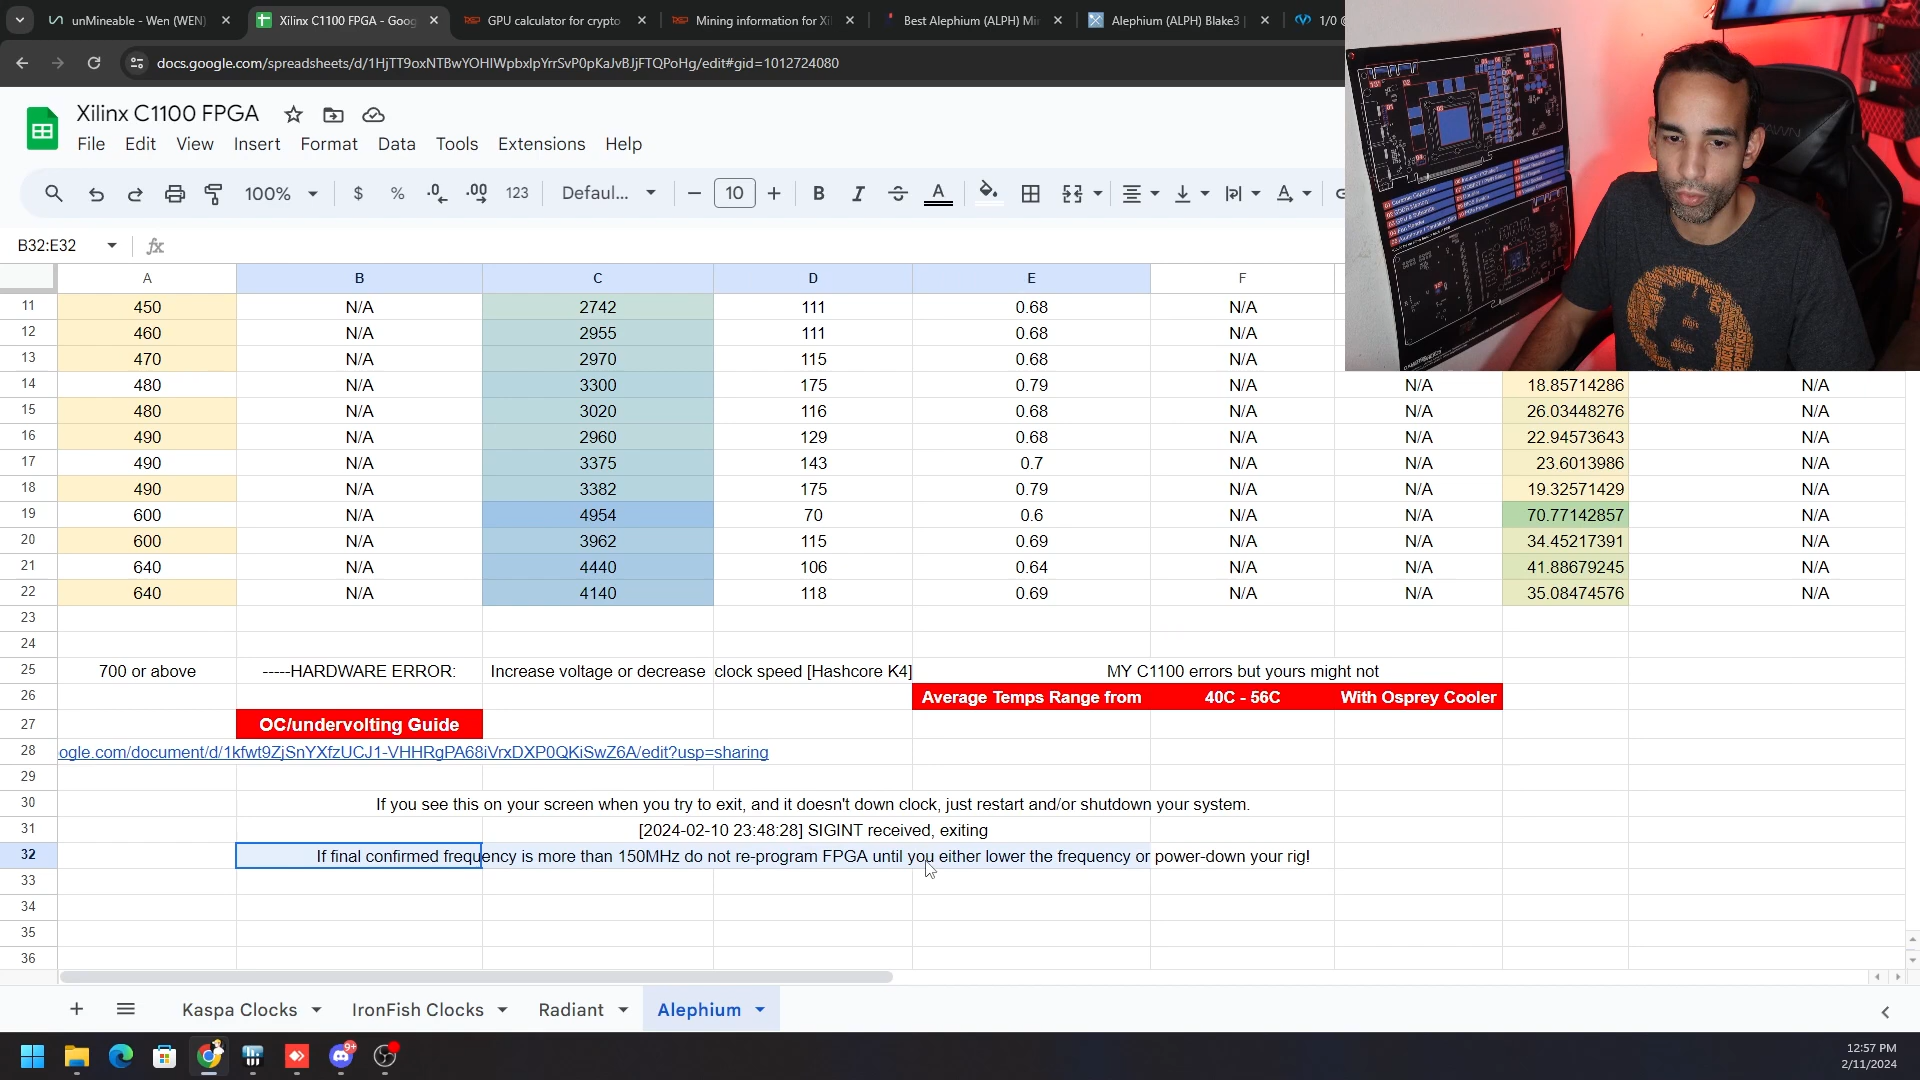 unMineable - Wen (WEN)
Xilinx C1100 FPGA - Goog
GPU calculator for crypto
Mining information for Xi
Best Alephium (ALPH) Mi
Alephium (ALPH) Blake3 |
1/0
docs.google.com/spreadsheets/d/1HjTT9oxNTBwYOHIWpbxIpYrrSvP0pKaJvBJjFTQPoHg/edit#gid=1012724080
Xilinx C1100 FPGA
File Edit View Insert Format Data Tools Extensions Help
100% $ % .0 .00 123 Defaul... 10 B I A
B32:E32 fx
A B C D E F
11 450 N/A 2742 111 0.68 N/A
12 460 N/A 2955 111 0.68 N/A
13 470 N/A 2970 115 0.68 N/A
14 480 N/A 3300 175 0.79 N/A N/A 18.85714286 N/A
15 480 N/A 3020 116 0.68 N/A N/A 26.03448276 N/A
16 490 N/A 2960 129 0.68 N/A N/A 22.94573643 N/A
17 490 N/A 3375 143 0.7 N/A N/A 23.6013986 N/A
18 490 N/A 3382 175 0.79 N/A N/A 19.32571429 N/A
19 600 N/A 4954 70 0.6 N/A N/A 70.77142857 N/A
20 600 N/A 3962 115 0.69 N/A N/A 34.45217391 N/A
21 640 N/A 4440 106 0.64 N/A N/A 41.88679245 N/A
22 640 N/A 4140 118 0.69 N/A N/A 35.08474576 N/A
23
24
25 700 or above -----HARDWARE ERROR: Increase voltage or decrease clock speed [Hashcore K4] MY C1100 errors but yours might not
26 Average Temps Range from 40C - 56C With Osprey Cooler
27 OC/undervolting Guide
28 ogle.com/document/d/1kfwt9ZjSnYXfzUCJ1-VHHRgPA68iVrxDXP0QKiSwZ6A/edit?usp=sharing
29
30 If you see this on your screen when you try to exit, and it doesn't down clock, just restart and/or shutdown your system.
31 [2024-02-10 23:48:28] SIGINT received, exiting
32 If final confirmed frequency is more than 150MHz do not re-program FPGA until you either lower the frequency or power-down your rig!
33
34
35
36
Kaspa Clocks IronFish Clocks Radiant Alephium
9+
12:57 PM
2/11/2024